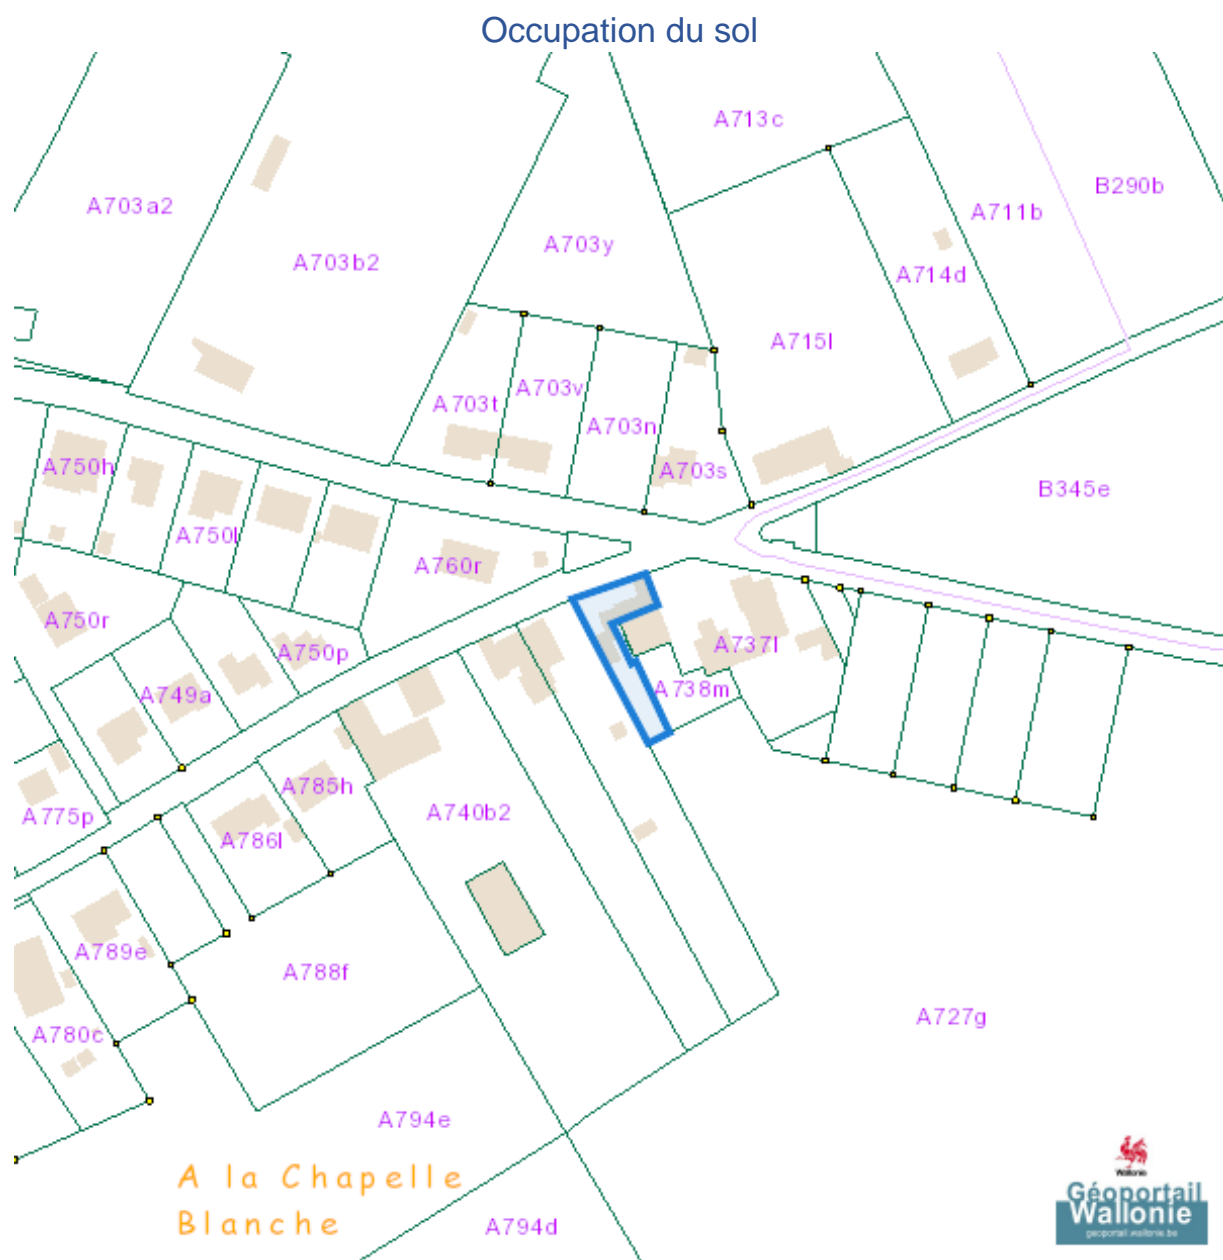 Occupation du sol
A713c
B290b
A703a2
A711b
A703y
A703b2
A714d
A715l
A703v
A703t
A703n
A750h
A703s
B345e
A750l
A760r
A750r
A737l
A750p
A749a
A738m
A785h
A740b2
A775p
A786l
A789e
A788f
A727g
A780c
A794e
A la Chapelle
Blanche
A794d
Wallonie
Géoportail
Wallonie
geoportail.wallonie.be